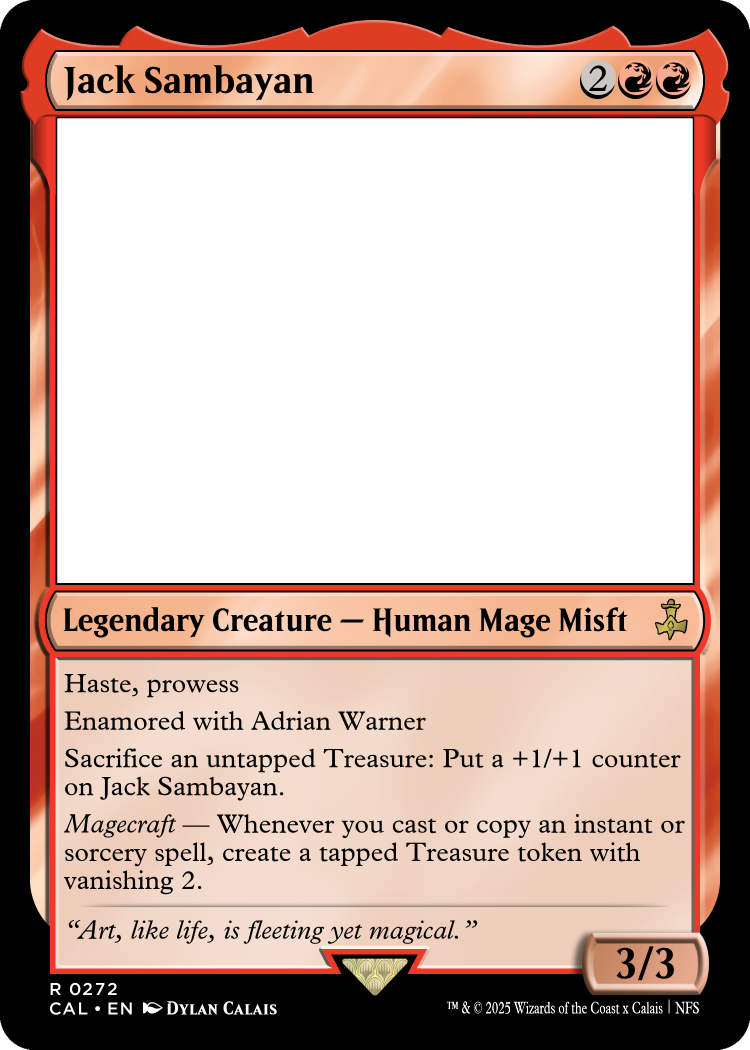 Jack Sambayan 2
Legendary Creature — Human Mage Misft
Haste, prowess
Enamored with Adrian Warner
Sacrifice an untapped Treasure: Put a +1/+1 counter
on Jack Sambayan.
Magecraft — Whenever you cast or copy an instant or
sorcery spell, create a tapped Treasure token with
vanishing 2.
“Art, like life, is fleeting yet magical.”
3/3
R 0272
CAL • EN DYLAN CALAIS
™ & © 2025 Wizards of the Coast x Calais | NFS